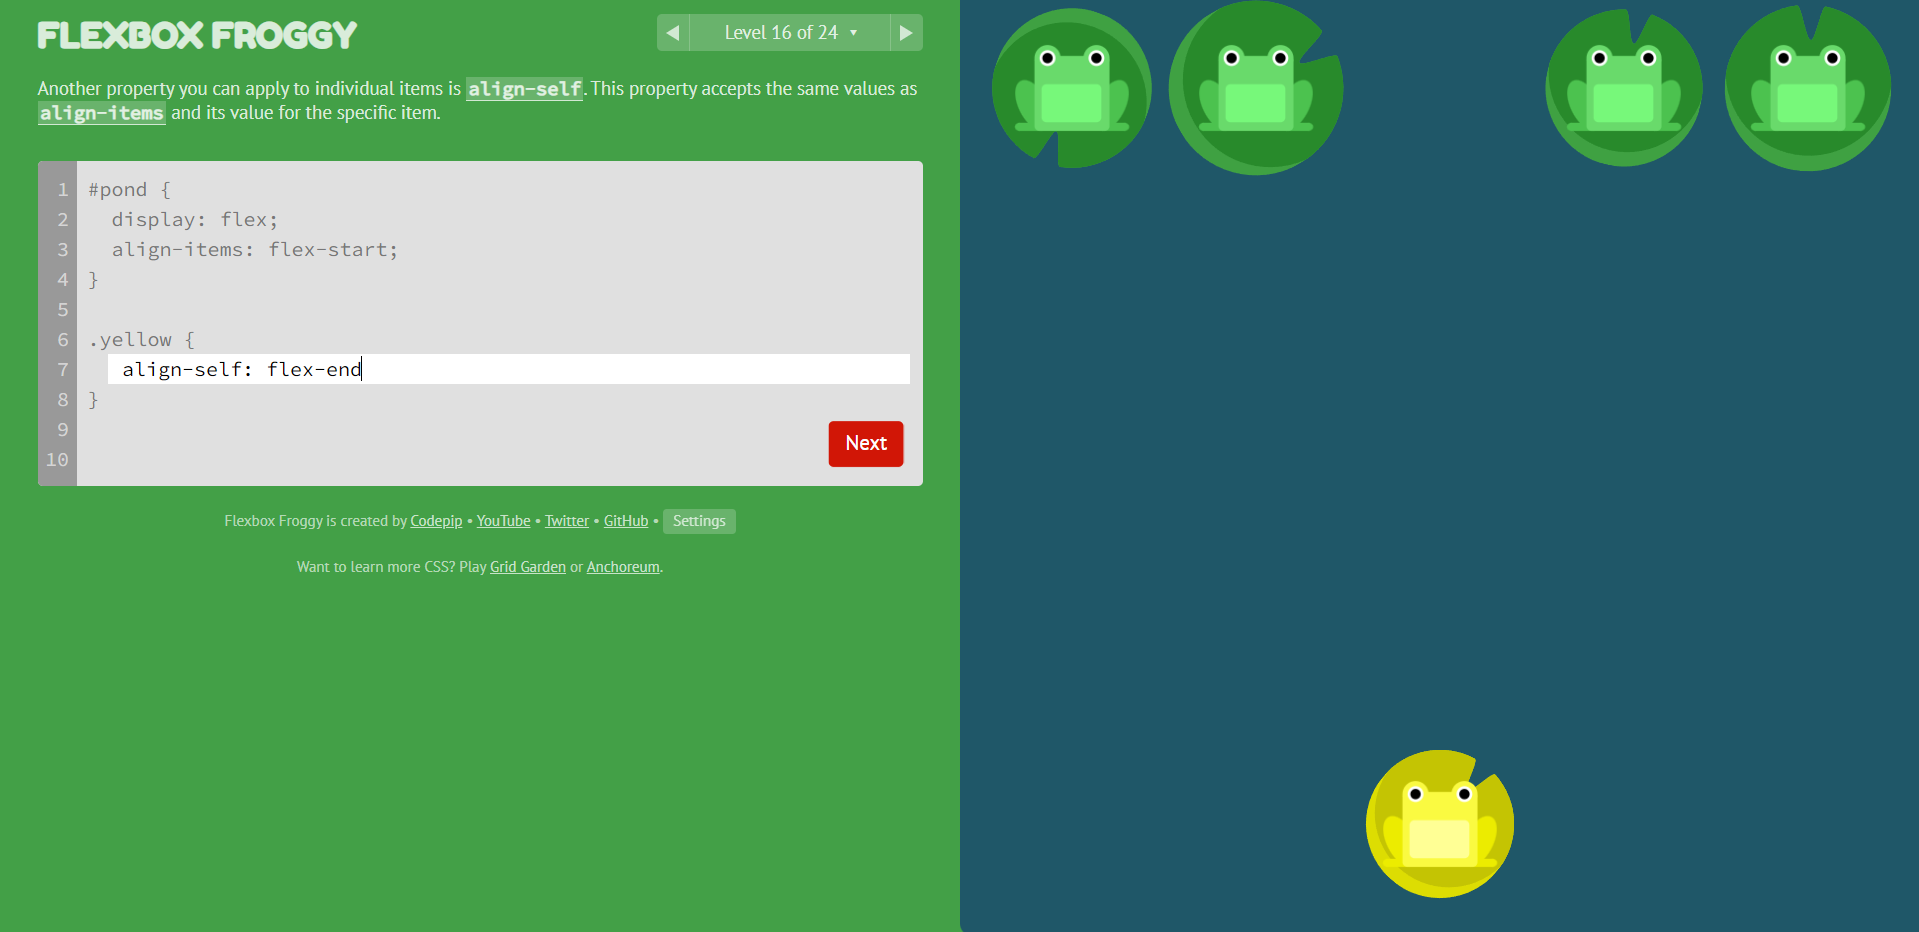 FLEXBOX FROGGY
◀ Level 16 of 24 ▾ ▶
Another property you can apply to individual items is align-self. This property accepts the same values as
align-items and its value for the specific item.
1 #pond {
2 display: flex;
3 align-items: flex-start;
4 }
5
6 .yellow {
7 align-self: flex-end
8 }
9
10
Next
Flexbox Froggy is created by Codepip • YouTube • Twitter • GitHub • Settings
Want to learn more CSS? Play Grid Garden or Anchoreum.